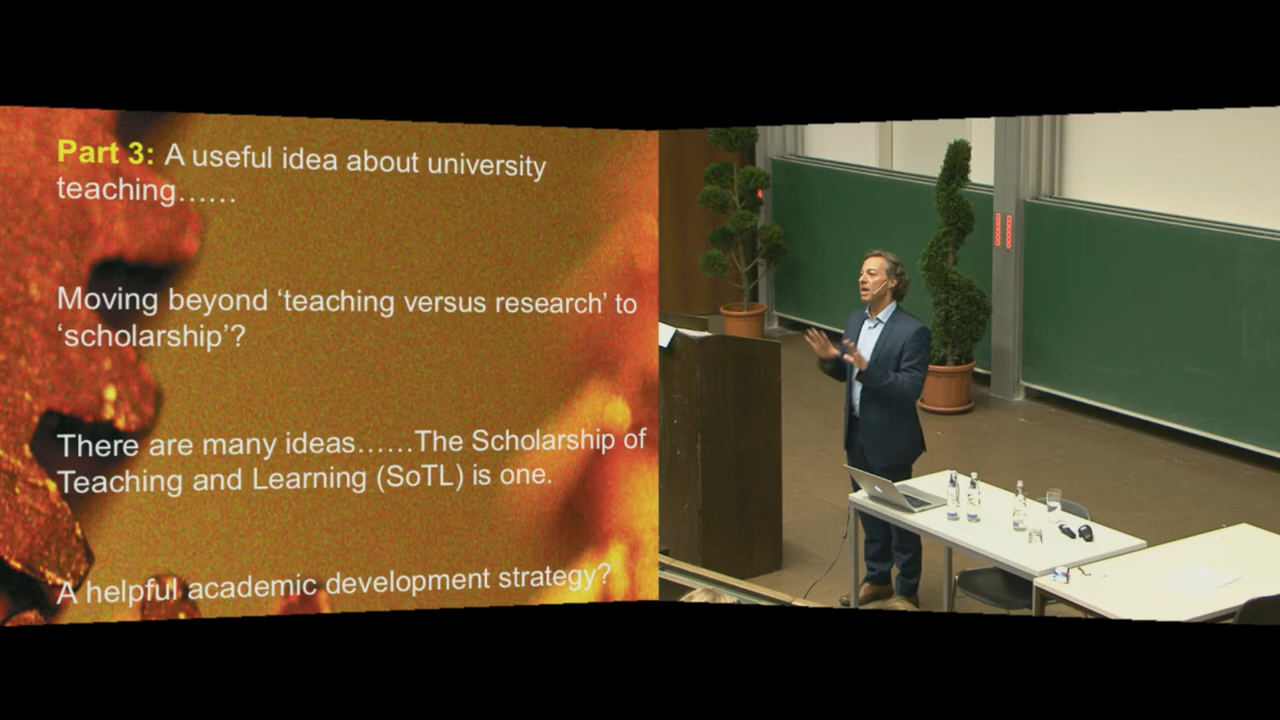 Part 3: A useful idea about university
teaching……
Moving beyond ‘teaching versus research’ to
‘scholarship’?
There are many ideas……The Scholarship of
Teaching and Learning (SoTL) is one.
A helpful academic development strategy?